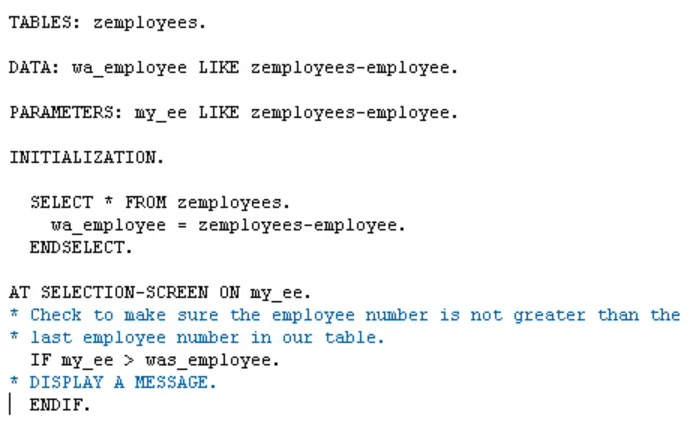 TABLES: zemployees.
DATA: wa_employee LIKE zemployees-employee.
PARAMETERS: my_ee LIKE zemployees-employee.
INITIALIZATION.
SELECT * FROM zemployees.
wa_employee = zemployees-employee.
ENDSELECT.
AT SELECTION-SCREEN ON my_ee.
* Check to make sure the employee number is not greater than the
* last employee number in our table.
IF my_ee > was_employee.
* DISPLAY A MESSAGE.
ENDIF.